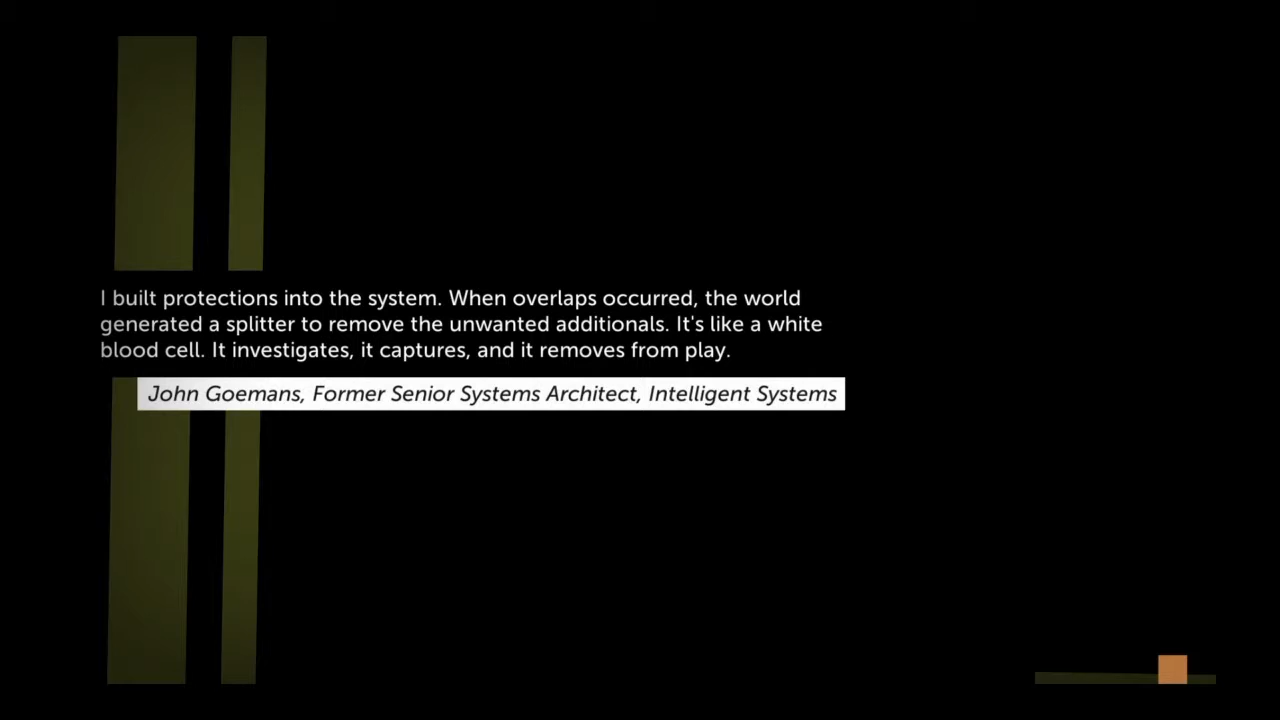 I built protections into the system. When overlaps occurred, the world
generated a splitter to remove the unwanted additionals. It's like a white
blood cell. It investigates, it captures, and it removes from play.
John Goemans, Former Senior Systems Architect, Intelligent Systems